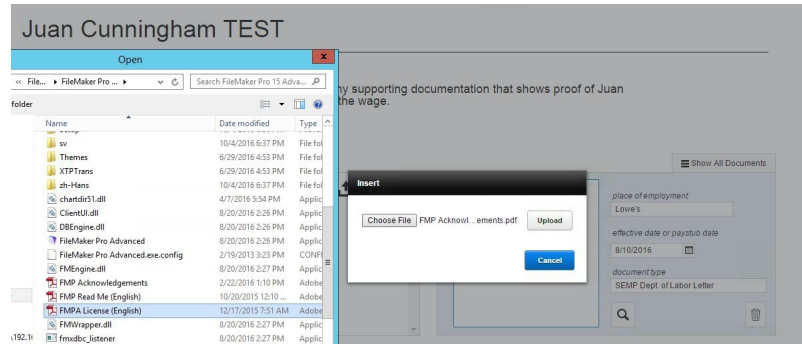 Juan Cunningham TEST
Open
« File... ▸ FileMaker Pro ... ▸
Search FileMaker Pro 15 Adva...
ny supporting documentation that shows proof of Juan
the wage.
folder
Name Date modified Type
sv 10/4/2016 6:37 PM File fol
Themes 6/29/2016 4:53 PM File fol
XTPTrans 6/29/2016 4:53 PM File fol
zh-Hans 10/4/2016 6:37 PM File fol
chartdir51.dll 4/7/2016 5:54 PM Applic
ClientUI.dll 8/20/2016 2:26 PM Applic
DBEngine.dll 8/20/2016 2:26 PM Applic
FileMaker Pro Advanced 8/20/2016 2:26 PM Applic
FileMaker Pro Advanced.exe.config 2/19/2013 3:23 PM CONFI
FMEngine.dll 8/20/2016 2:27 PM Applic
FMP Acknowledgements 2/22/2016 1:10 PM Adobe
FMP Read Me (English) 10/20/2015 12:10 ... Adobe
FMPA License (English) 12/17/2015 7:51 AM Adobe
FMWrapper.dll 8/20/2016 2:27 PM Applic
fmxdbc_listener 8/20/2016 2:27 PM Applic
\192.16
Insert
Choose File FMP Acknowl...ements.pdf Upload
Cancel
Show All Documents
place of employment
Lowe's
effective date or paystub date
8/10/2016
document type
SEMP Dept. of Labor Letter